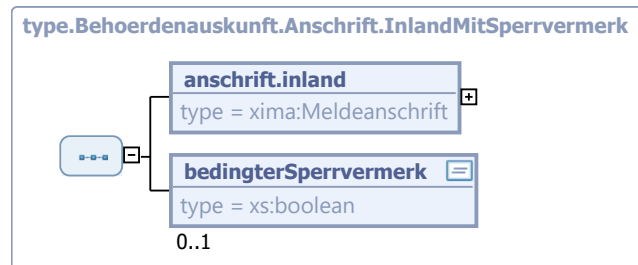 type.Behoerdenauskunft.Anschrift.InlandMitSperrvermerk
anschrift.inland
type = xima:Meldeanschrift
bedingterSperrvermerk
type = xs:boolean
0..1